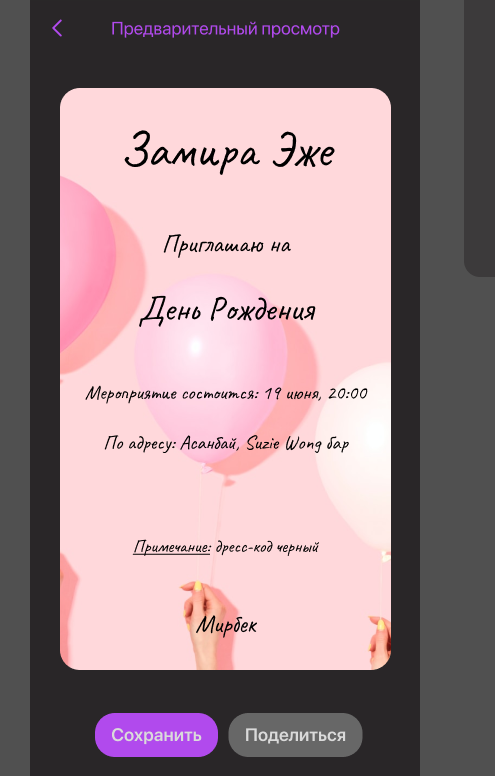 Предварительный просмотр
Замира Эже
Приглашаю на
День Рождения
Мероприятие состоится: 19 июня, 20:00
По адресу: Асанбай, Suzie Wong бар
Примечание: дресс-код черный
Мирбек
Сохранить
Поделиться